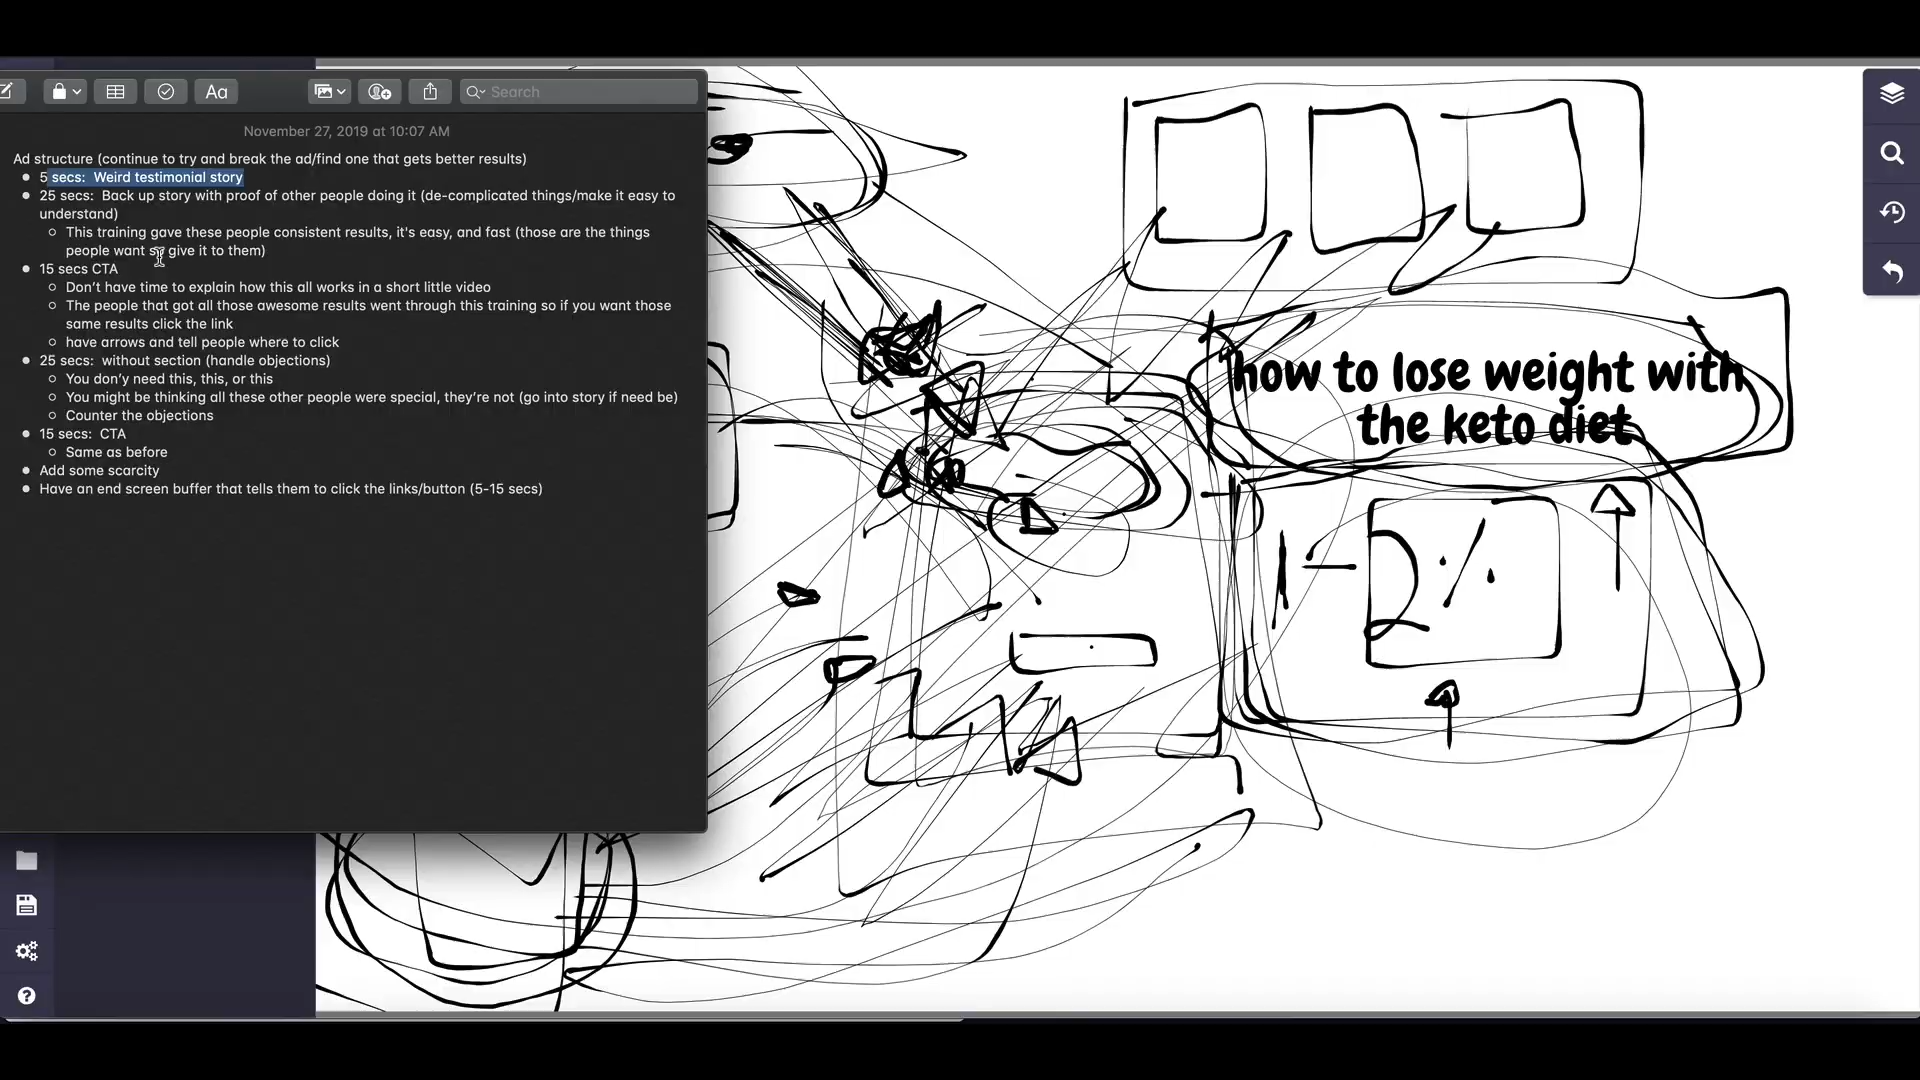 Aa
Search
November 27, 2019 at 10:07 AM
Ad structure (continue to try and break the ad/find one that gets better results)
5 secs:  Weird testimonial story
25 secs:  Back up story with proof of other people doing it (de-complicated things/make it easy to
understand)
This training gave these people consistent results, it's easy, and fast (those are the things
people want so give it to them)
15 secs CTA
Don't have time to explain how this all works in a short little video
The people that got all those awesome results went through this training so if you want those
same results click the link
have arrows and tell people where to click
25 secs:  without section (handle objections)
You don'y need this, this, or this
You might be thinking all these other people were special, they're not (go into story if need be)
Counter the objections
15 secs:  CTA
Same as before
Add some scarcity
Have an end screen buffer that tells them to click the links/button (5-15 secs)
how to lose weight with
the keto diet
1-2%